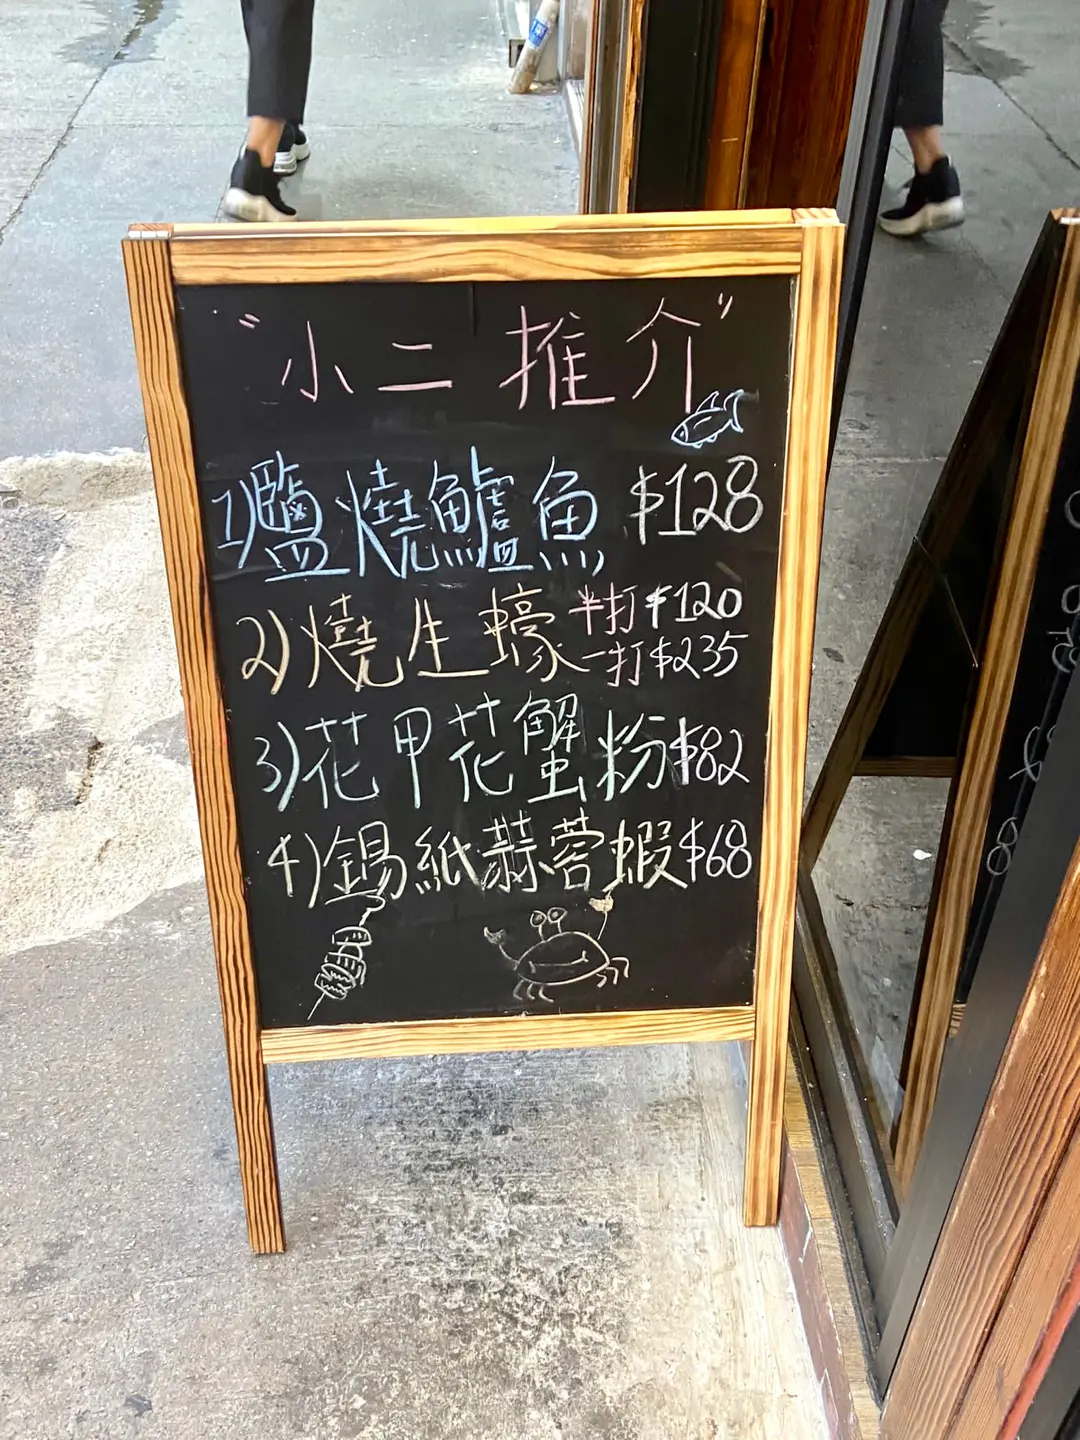 "小二推介"
1)鹽燒鱸魚 $128
2)燒生蠔 半打 $120
一打 $235
3)花甲花蟹粉 $82
4)錫紙蒜蓉蝦 $68